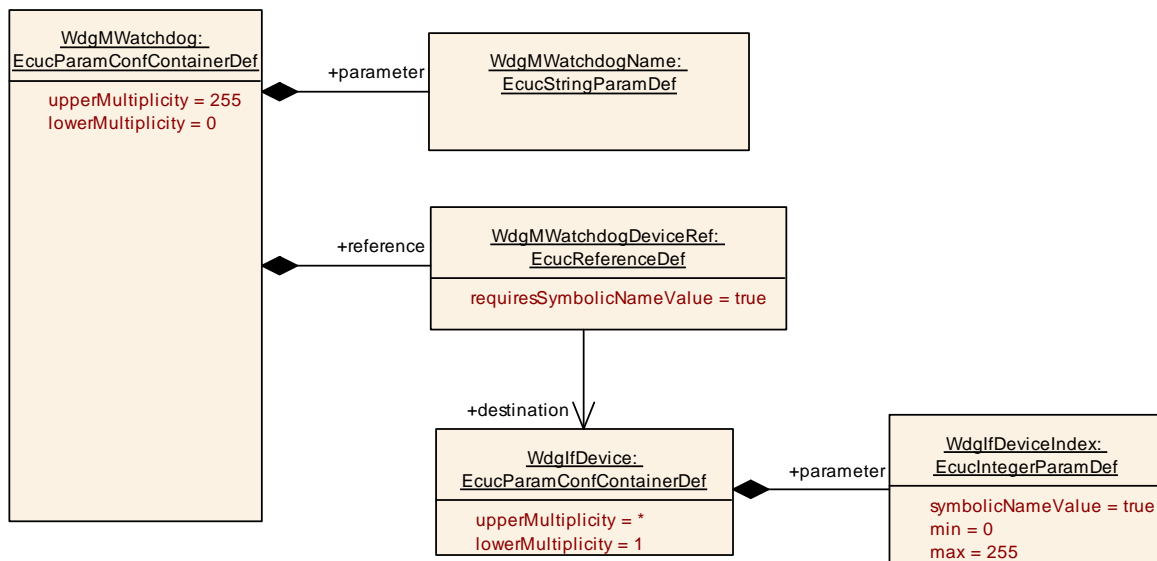 WdgMWatchdog:
EcucParamConfContainerDef
upperMultiplicity = 255
lowerMultiplicity = 0
+parameter
WdgMWatchdogName:
EcucStringParamDef
+reference
WdgMWatchdogDeviceRef:
EcucReferenceDef
requiresSymbolicNameValue = true
+destination
WdgIfDevice:
EcucParamConfContainerDef
upperMultiplicity = *
lowerMultiplicity = 1
+parameter
WdgIfDeviceIndex:
EcucIntegerParamDef
symbolicNameValue = true
min = 0
max = 255